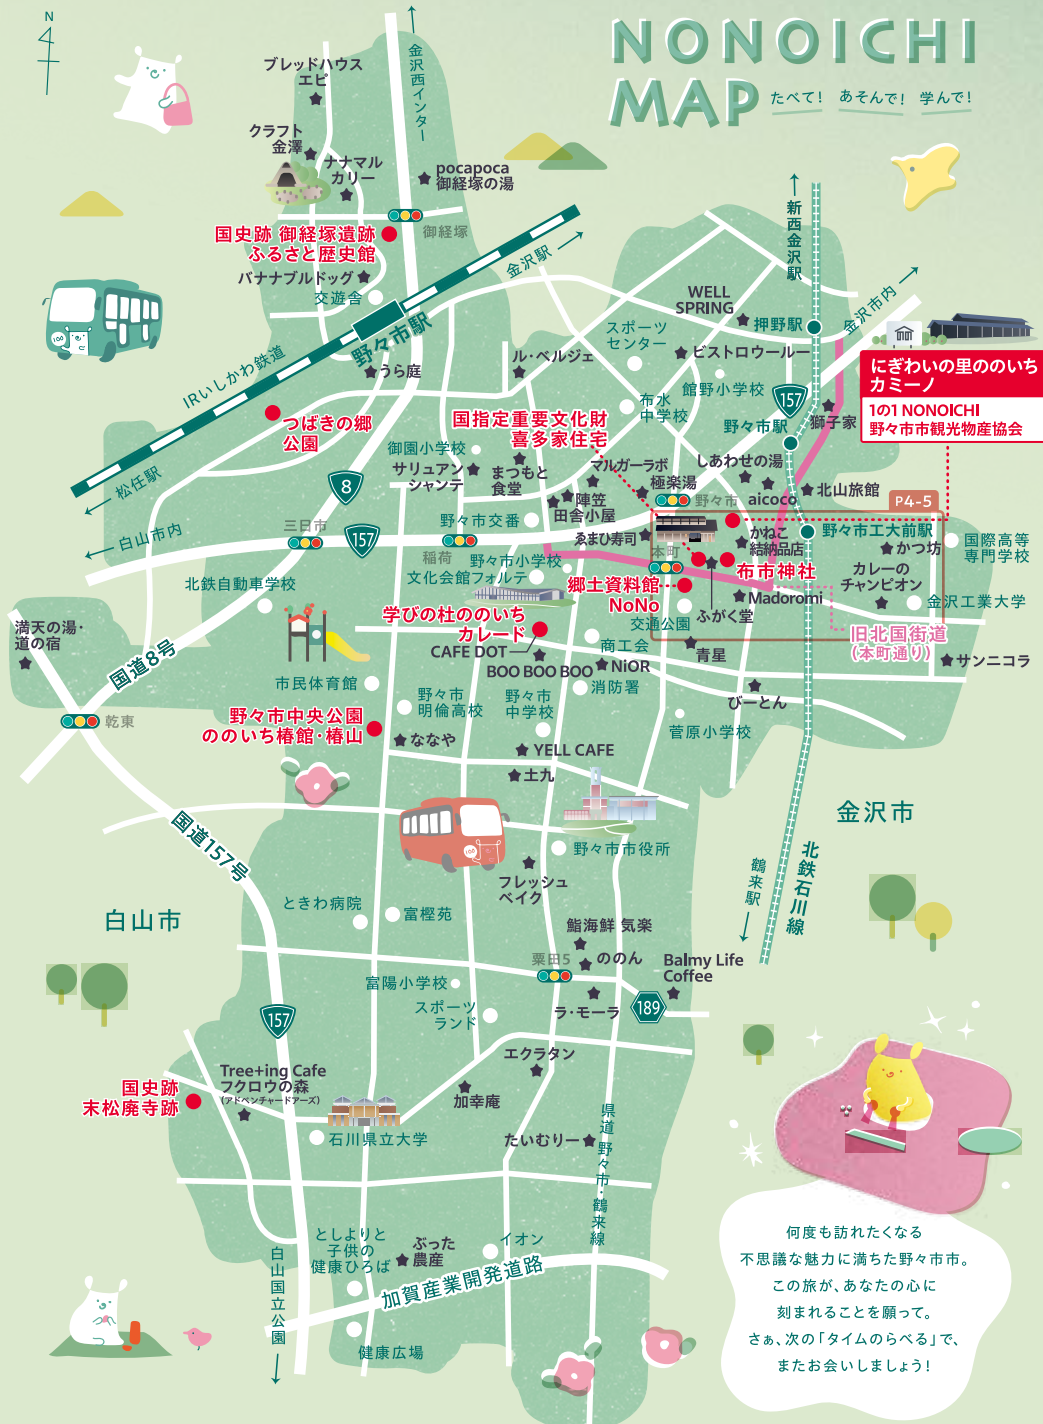 N
NONOICHI
MAP
たべて! あそんで! 学んで!
金沢西インター
ブレッドハウス
エピ
クラフト
金澤
ナナマル
カリー
pocapoca
御経塚の湯
国史跡 御経塚遺跡
ふるさと歴史館
御経塚
バナナブルドッグ
交遊舎
金沢駅
野々市駅
IRいしかわ鉄道
うら庭
つばきの郷
公園
松任駅
白山市内
新西金沢駅
金沢市内
WELL
SPRING
押野駅
スポーツ
センター
ビストロウールー
ル・ベルジェ
館野小学校
布水
中学校
157
獅子家
野々市駅
にぎわいの里ののいち
カミーノ
1の1 NONOICHI
野々市市観光物産協会
国指定重要文化財
喜多家住宅
御園小学校
サリュアン
シャンテ
まつもと
食堂
マルガーラボ
極楽湯
しあわせの湯
aicoco
北山旅館
P4-5
8
陣笠
田舎小屋
野々市
三日市
157
野々市交番
稲荷
ゑまひ寿司
本町
かねこ
結納品店
野々市工大前駅
かつ坊
国際高等
専門学校
野々市小学校
文化会館フォルテ
北鉄自動車学校
郷土資料館
NoNo
布市神社
カレーの
チャンピオン
Madoromi
金沢工業大学
ふがく堂
交通公園
旧北国街道
(本町通り)
サンニコラ
学びの杜ののいち
カレード
CAFE DOT
商工会
青星
満天の湯・
道の宿
国道8号
BOO BOO BOO
NiOR
消防署
市民体育館
野々市
明倫高校
野々市
中学校
びーとん
乾東
野々市中央公園
ののいち椿館・椿山
ななや
菅原小学校
YELL CAFE
土九
国道157号
金沢市
野々市市役所
北鉄石川線
鶴来駅
フレッシュ
ベイク
白山市
ときわ病院
富樫苑
鮨海鮮 気楽
粟田5
ののん
Balmy Life
Coffee
富陽小学校
スポーツ
ランド
ラ・モーラ
189
157
エクラタン
Tree+ing Cafe
フクロウの森
(アドベンチャードアーズ)
国史跡
末松廃寺跡
加幸庵
石川県立大学
たいむりー
県道 野々市・鶴来線
としよりと
子供の
健康ひろば
ぶった
農産
イオン
加賀産業開発道路
白山国立公園
健康広場
何度も訪れたくなる
不思議な魅力に満ちた野々市市。
この旅が、あなたの心に
刻まれることを願って。
さぁ、次の「タイムのらべる」で、
またお会いしましょう!